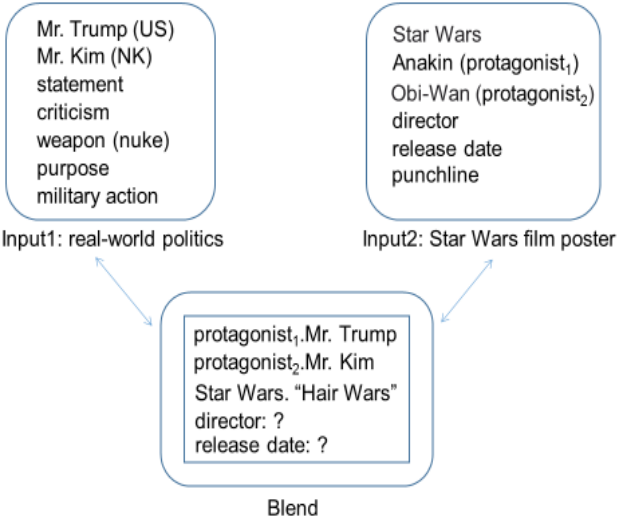 Mr. Trump (US)
Mr. Kim (NK)
statement
criticism
weapon (nuke)
purpose
military action
Input1: real-world politics
Star Wars
Anakin (protagonist₁)
Obi-Wan (protagonist₂)
director
release date
punchline
Input2: Star Wars film poster
protagonist₁.Mr. Trump
protagonist₂.Mr. Kim
Star Wars. “Hair Wars”
director: ?
release date: ?
Blend